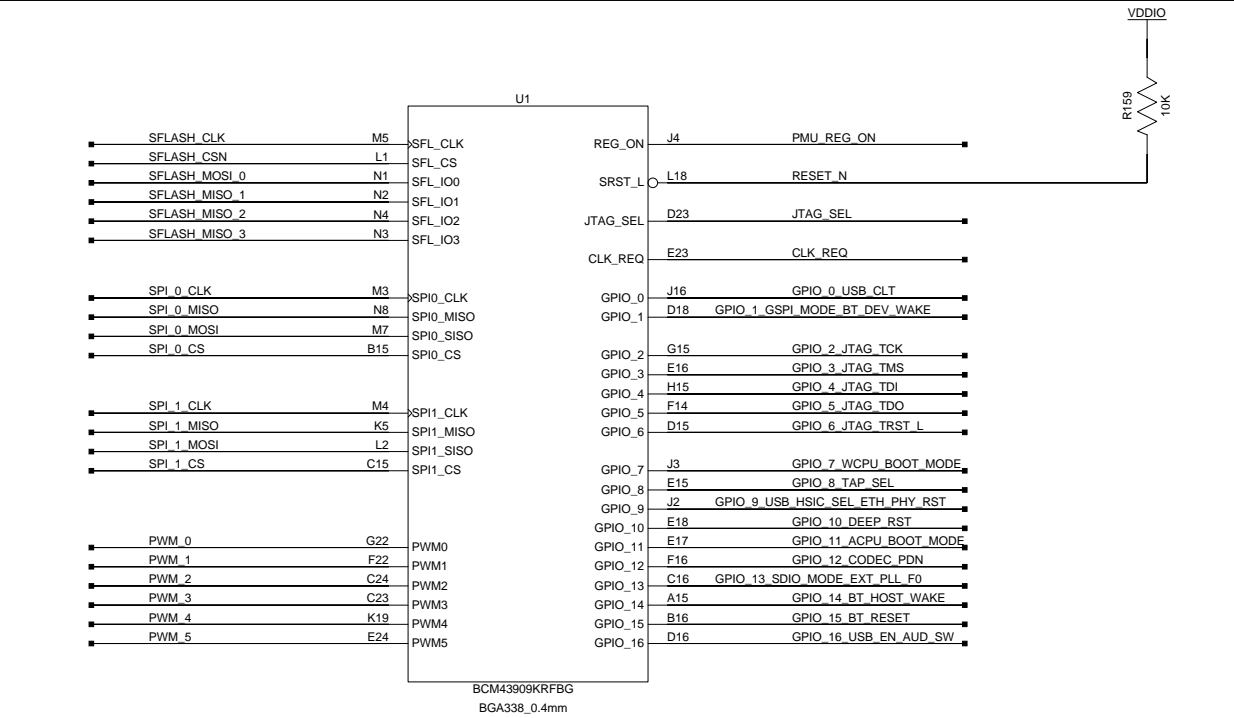 VDDIO
R159
10K
U1
SFLASH_CLK M5 SFL_CLK REG_ON J4 PMU_REG_ON
SFLASH_CSN L1 SFL_CS
SFLASH_MOSI_0 N1 SFL_IO0 SRST_L L18 RESET_N
SFLASH_MISO_1 N2 SFL_IO1
SFLASH_MISO_2 N4 SFL_IO2 JTAG_SEL D23 JTAG_SEL
SFLASH_MISO_3 N3 SFL_IO3
CLK_REQ E23 CLK_REQ
SPI_0_CLK M3 SPI0_CLK GPIO_0 J16 GPIO_0_USB_CLT
SPI_0_MISO N8 SPI0_MISO GPIO_1 D18 GPIO_1_GSPI_MODE_BT_DEV_WAKE
SPI_0_MOSI M7 SPI0_SISO
SPI_0_CS B15 SPI0_CS GPIO_2 G15 GPIO_2_JTAG_TCK
GPIO_3 E16 GPIO_3_JTAG_TMS
GPIO_4 H15 GPIO_4_JTAG_TDI
SPI_1_CLK M4 SPI1_CLK GPIO_5 F14 GPIO_5_JTAG_TDO
SPI_1_MISO K5 SPI1_MISO GPIO_6 D15 GPIO_6_JTAG_TRST_L
SPI_1_MOSI L2 SPI1_SISO
SPI_1_CS C15 SPI1_CS GPIO_7 J3 GPIO_7_WCPU_BOOT_MODE
GPIO_8 E15 GPIO_8_TAP_SEL
GPIO_9 J2 GPIO_9_USB_HSIC_SEL_ETH_PHY_RST
GPIO_10 E18 GPIO_10_DEEP_RST
PWM_0 G22 PWM0 GPIO_11 E17 GPIO_11_ACPU_BOOT_MODE
PWM_1 F22 PWM1 GPIO_12 F16 GPIO_12_CODEC_PDN
PWM_2 C24 PWM2 GPIO_13 C16 GPIO_13_SDIO_MODE_EXT_PLL_F0
PWM_3 C23 PWM3 GPIO_14 A15 GPIO_14_BT_HOST_WAKE
PWM_4 K19 PWM4 GPIO_15 B16 GPIO_15_BT_RESET
PWM_5 E24 PWM5 GPIO_16 D16 GPIO_16_USB_EN_AUD_SW
BCM43909KRFBG
BGA338_0.4mm